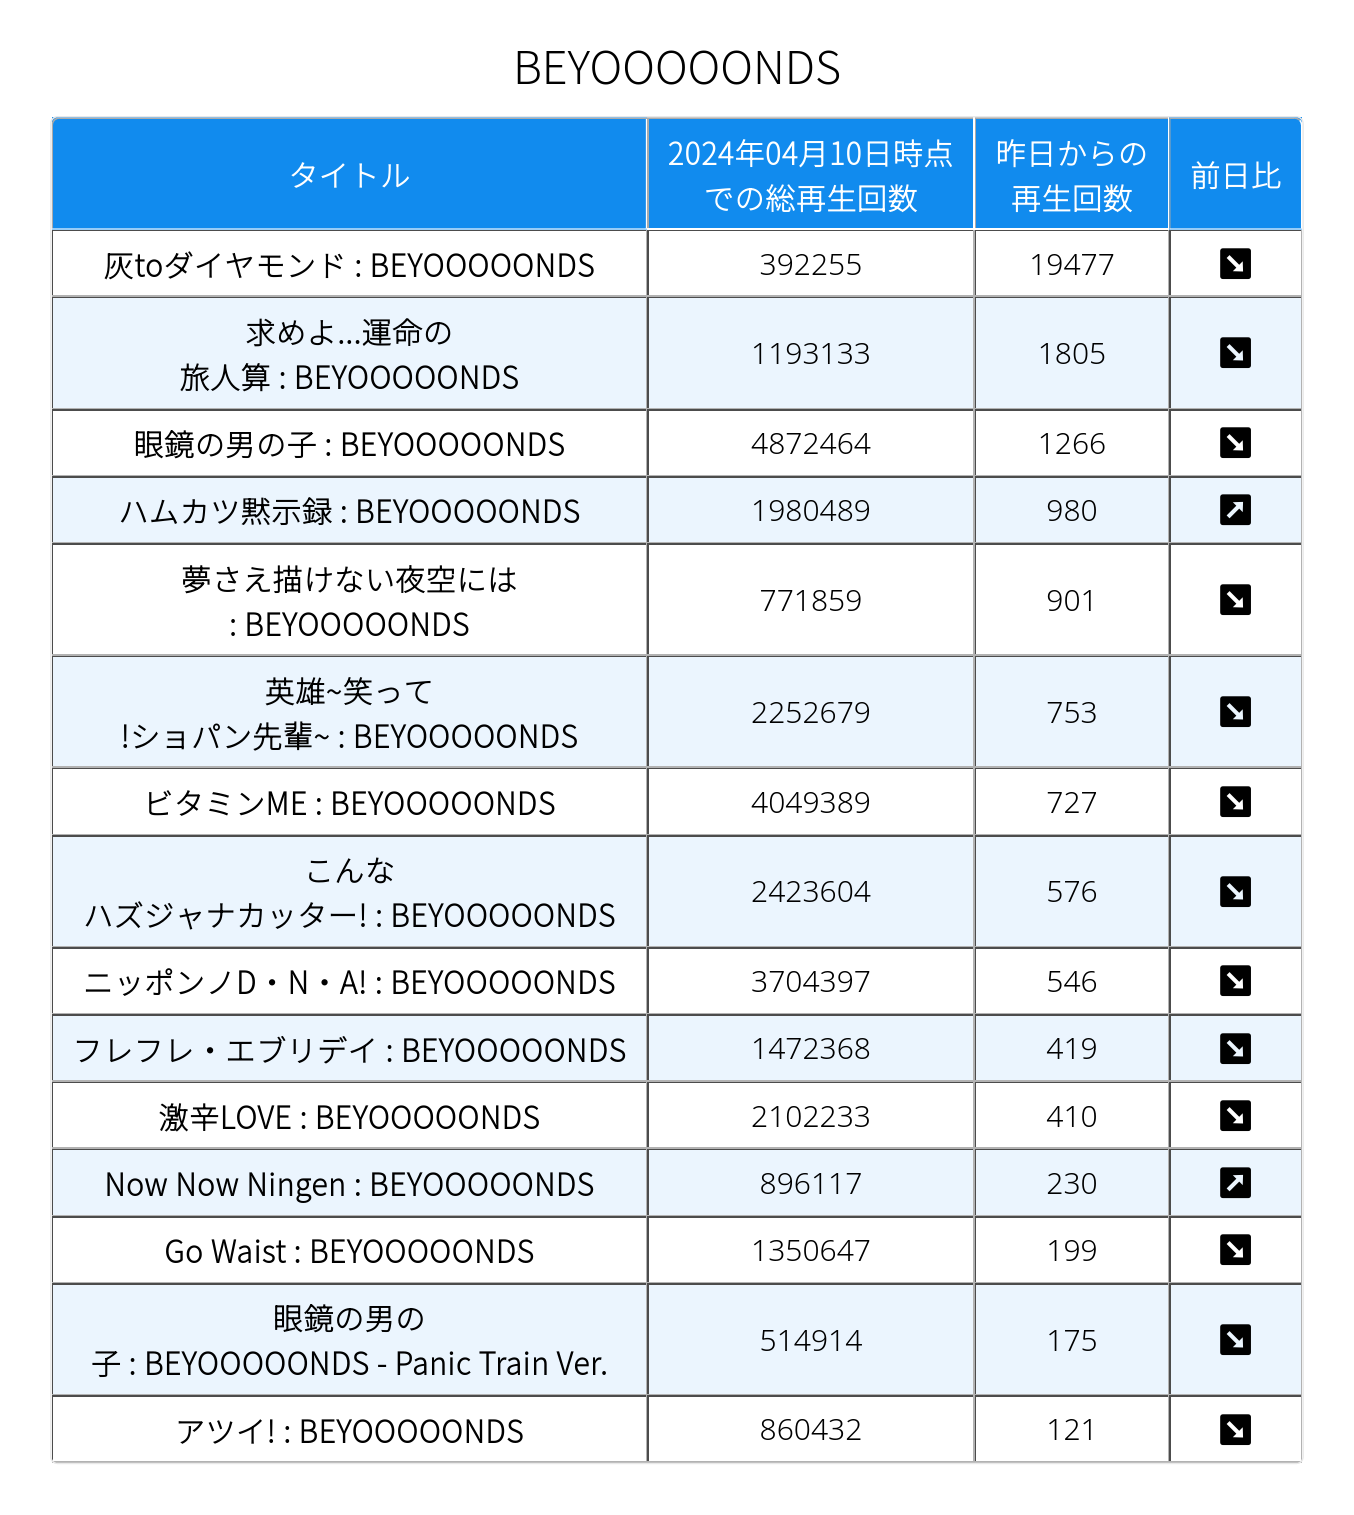 BEYOOOOONDS
タイトル
2024年04月10日時点
での総再生回数
昨日からの
再生回数
前日比
灰toダイヤモンド : BEYOOOOONDS 392255 19477 ↘
求めよ...運命の
旅人算 : BEYOOOOONDS 1193133 1805 ↘
眼鏡の男の子 : BEYOOOOONDS 4872464 1266 ↘
ハムカツ黙示録 : BEYOOOOONDS 1980489 980 ↗
夢さえ描けない夜空には
: BEYOOOOONDS 771859 901 ↘
英雄~笑って
!ショパン先輩~ : BEYOOOOONDS 2252679 753 ↘
ビタミンME : BEYOOOOONDS 4049389 727 ↘
こんな
ハズジャナカッター! : BEYOOOOONDS 2423604 576 ↘
ニッポンノD・N・A! : BEYOOOOONDS 3704397 546 ↘
フレフレ・エブリデイ : BEYOOOOONDS 1472368 419 ↘
激辛LOVE : BEYOOOOONDS 2102233 410 ↘
Now Now Ningen : BEYOOOOONDS 896117 230 ↗
Go Waist : BEYOOOOONDS 1350647 199 ↘
眼鏡の男の
子 : BEYOOOOONDS - Panic Train Ver. 514914 175 ↘
アツイ! : BEYOOOOONDS 860432 121 ↘